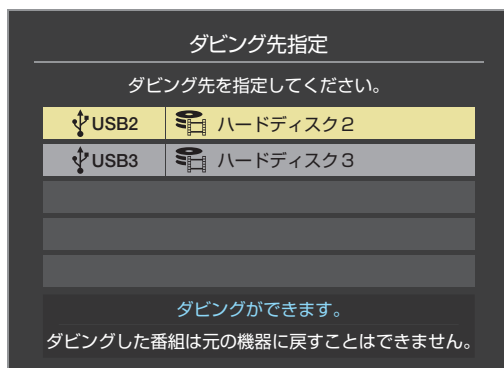 ダビング先指定
ダビング先を指定してください。
USB2 ハードディスク2
USB3 ハードディスク3
ダビングができます。
ダビングした番組は元の機器に戻すことはできません。